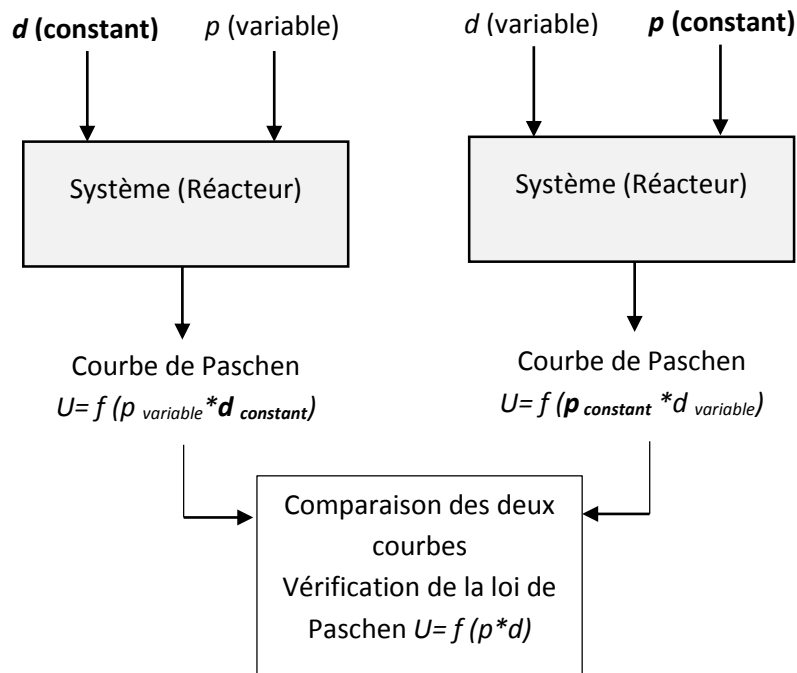 d (constant) p (variable)
d (variable) p (constant)
Système (Réacteur)
Système (Réacteur)
Courbe de Paschen
U= f (p variable*d constant)
Courbe de Paschen
U= f (p constant *d variable)
Comparaison des deux
courbes
Vérification de la loi de
Paschen U= f (p*d)